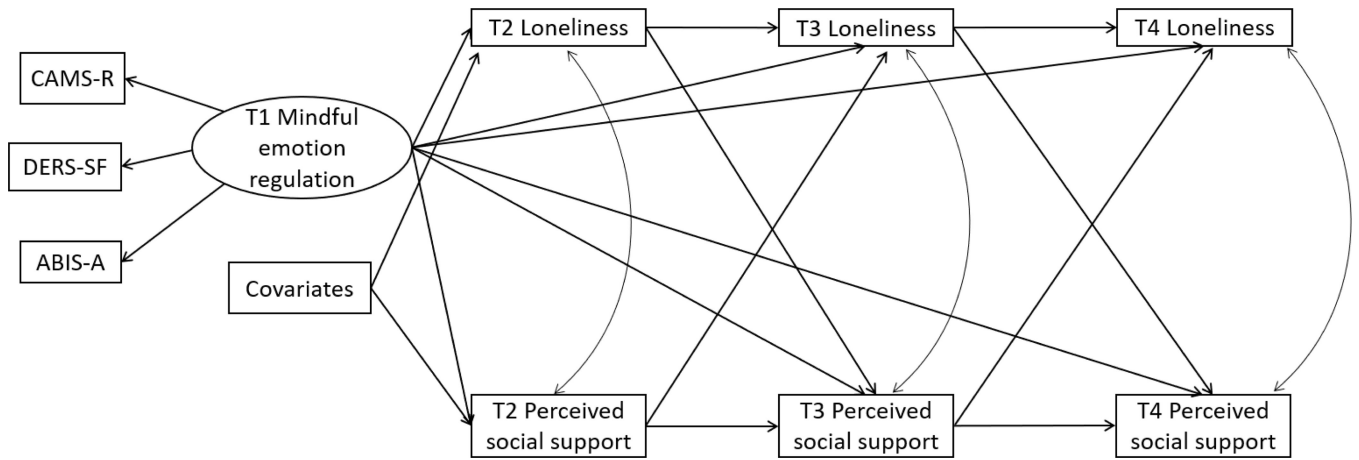 T2 Loneliness
T3 Loneliness
T4 Loneliness
CAMS-R
T1 Mindful
emotion
regulation
DERS-SF
ABIS-A
Covariates
T2 Perceived
social support
T3 Perceived
social support
T4 Perceived
social support